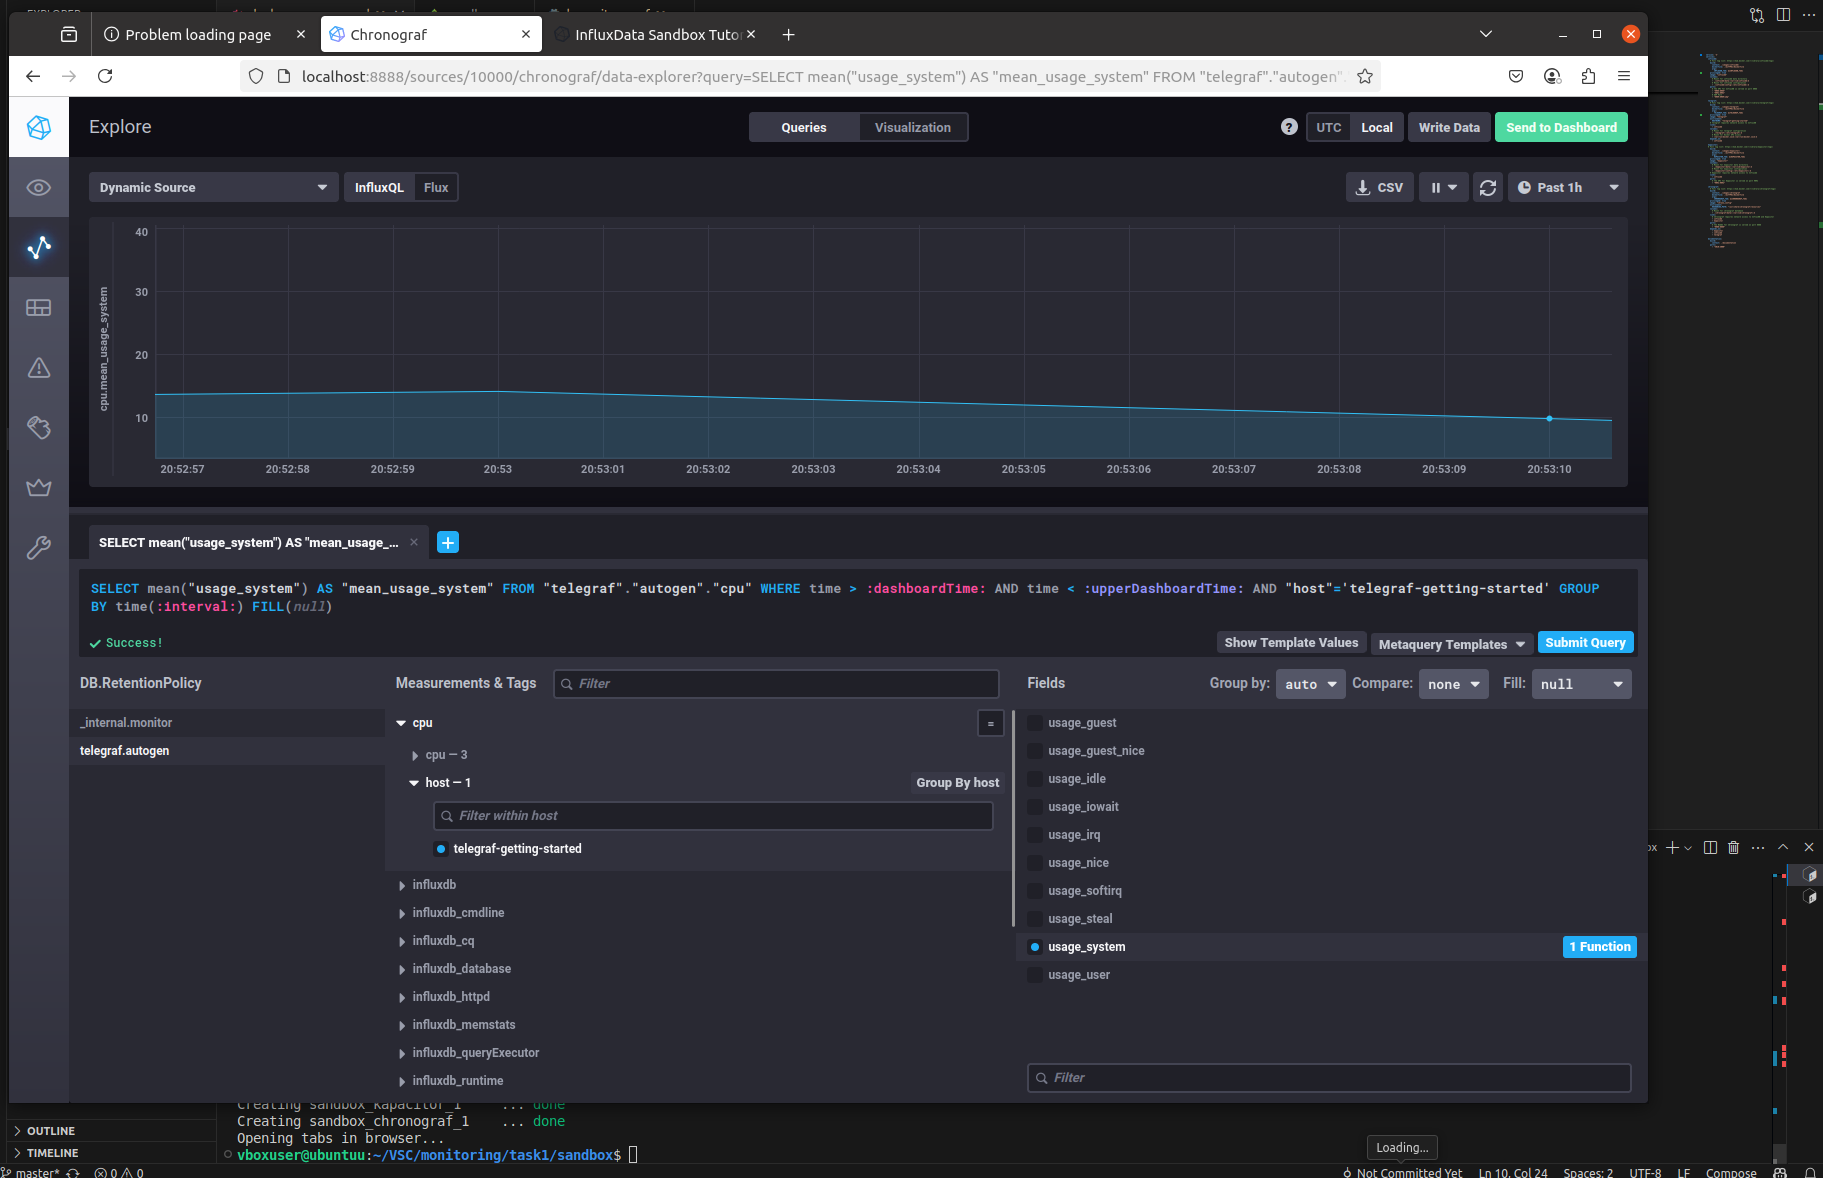 Problem loading page
Chronograf
InfluxData Sandbox Tuto
localhost:8888/sources/10000/chronograf/data-explorer?query=SELECT mean("usage_system") AS "mean_usage_system" FROM "telegraf"."autogen".
Explore
Queries
Visualization
UTC
Local
Write Data
Send to Dashboard
Dynamic Source
InfluxQL
Flux
CSV
Past 1h
cpu.mean_usage_system
40
30
20
10
20:52:57
20:52:58
20:52:59
20:53
20:53:01
20:53:02
20:53:03
20:53:04
20:53:05
20:53:06
20:53:07
20:53:08
20:53:09
20:53:10
SELECT mean("usage_system") AS "mean_usage_...
SELECT mean("usage_system") AS "mean_usage_system" FROM "telegraf"."autogen"."cpu" WHERE time > :dashboardTime: AND time < :upperDashboardTime: AND "host"='telegraf-getting-started' GROUP
BY time(:interval:) FILL(null)
Success!
Show Template Values
Metaquery Templates
Submit Query
DB.RetentionPolicy
Measurements & Tags
Filter
Fields
Group by: auto
Compare: none
Fill: null
_internal.monitor
telegraf.autogen
cpu
=
cpu — 3
host — 1
Group By host
Filter within host
telegraf-getting-started
influxdb
influxdb_cmdline
influxdb_cq
influxdb_database
influxdb_httpd
influxdb_memstats
influxdb_queryExecutor
influxdb_runtime
usage_guest
usage_guest_nice
usage_idle
usage_iowait
usage_irq
usage_nice
usage_softirq
usage_steal
usage_system
1 Function
usage_user
Filter
Creating sandbox_kapacitor_1 ... done
Creating sandbox_chronograf_1 ... done
Opening tabs in browser...
vboxuser@ubuntuu:~/VSC/monitoring/task1/sandbox$
OUTLINE
TIMELINE
Loading...
master*
0
0
Not Committed Yet
Ln 10, Col 24
Spaces: 2
UTF-8
LF
Compose